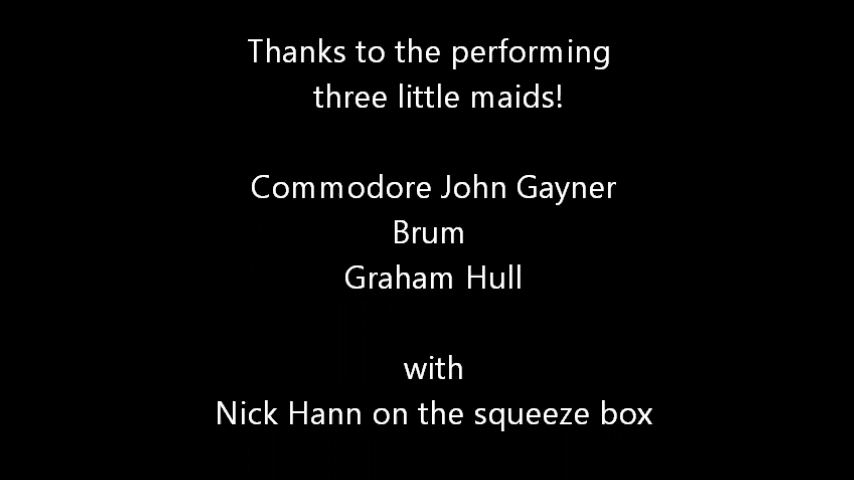 Thanks to the performing
three little maids!
Commodore John Gayner
Brum
Graham Hull
with
Nick Hann on the squeeze box